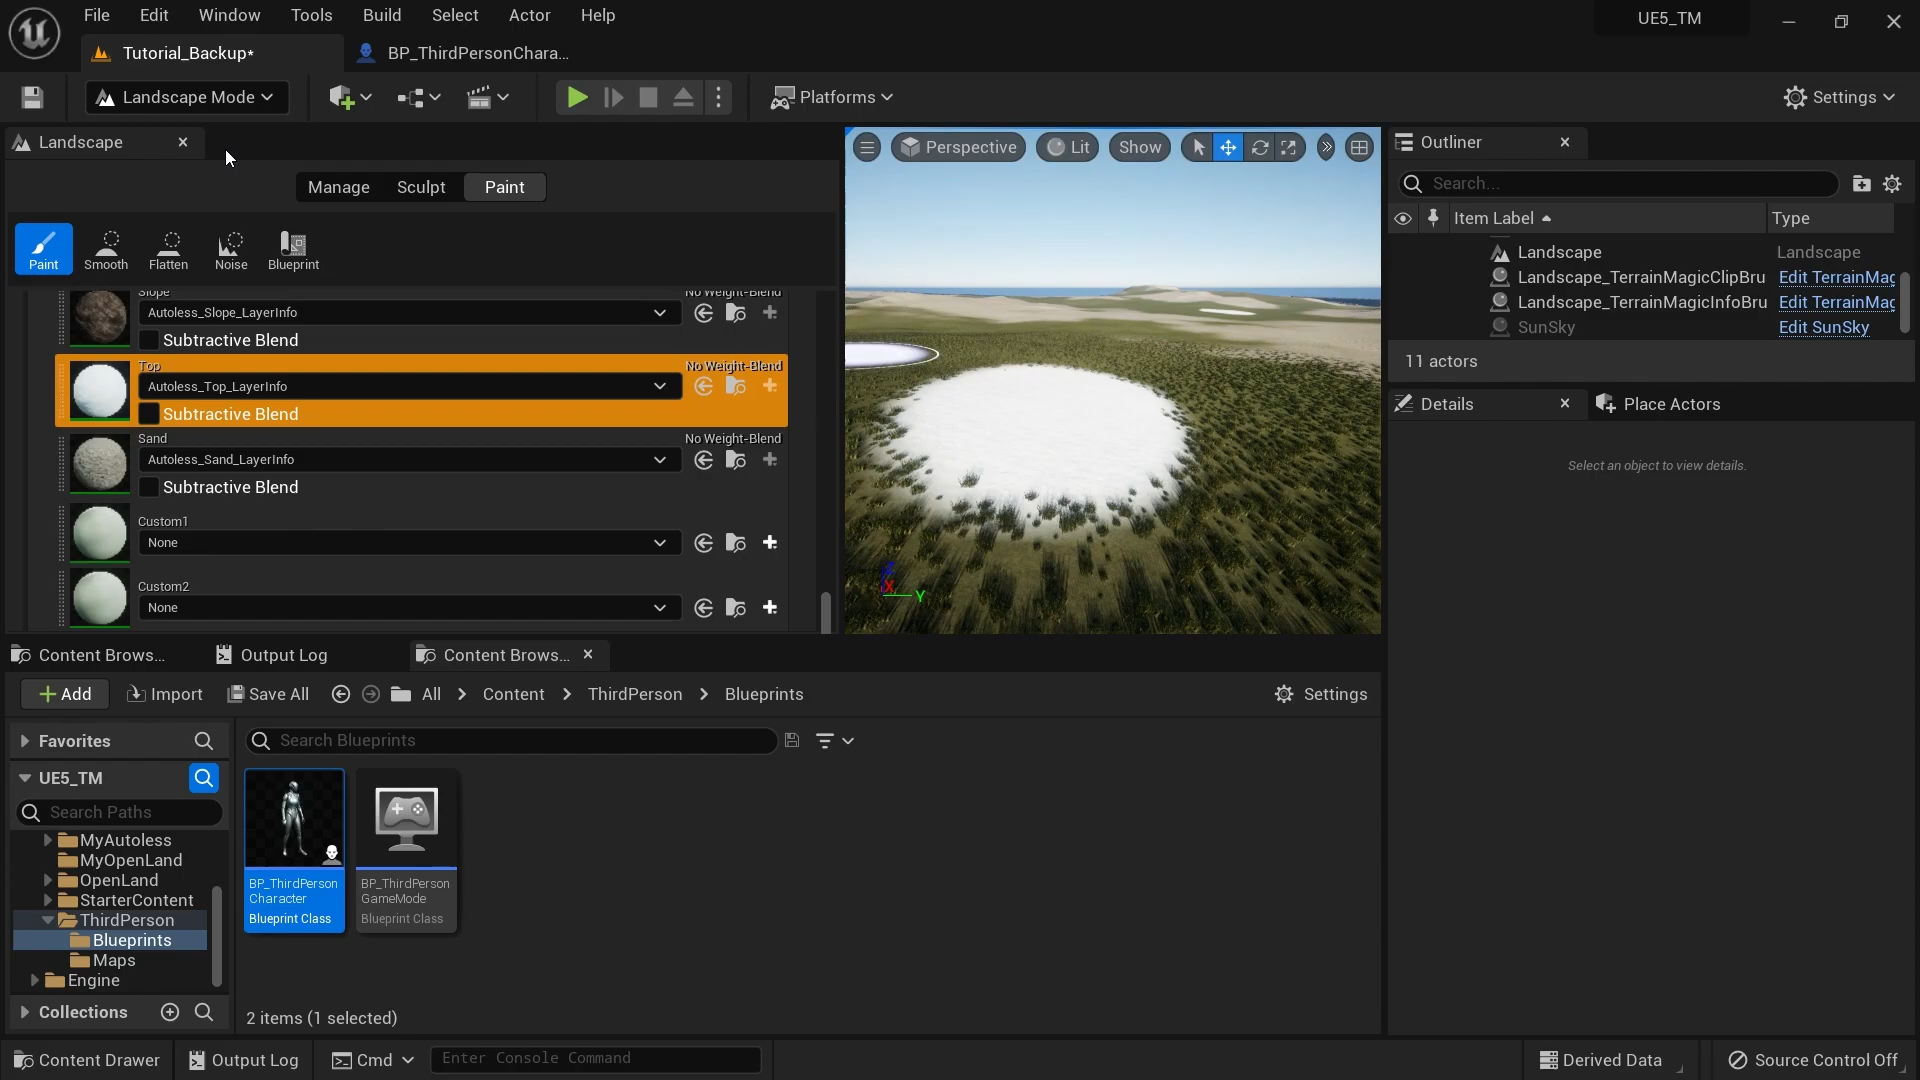 File Edit Window Tools Build Select Actor Help
UE5_TM
Tutorial_Backup*
BP_ThirdPersonChara...
Landscape Mode
Platforms
Settings
Landscape
Perspective
Lit
Show
Outliner
Manage Sculpt Paint
Search...
Item Label
Type
Paint Smooth Flatten Noise Blueprint
Landscape
Landscape
Landscape_TerrainMagicClipBru
Edit TerrainMag
Landscape_TerrainMagicInfoBru
Edit TerrainMag
SunSky
Edit SunSky
11 actors
Slope
No Weight-Blend
Autoless_Slope_LayerInfo
Subtractive Blend
Top
No Weight-Blend
Autoless_Top_LayerInfo
Subtractive Blend
Sand
No Weight-Blend
Autoless_Sand_LayerInfo
Subtractive Blend
Custom1
None
Custom2
None
Z
X
Y
Details
Place Actors
Select an object to view details.
Content Brows...
Output Log
Content Brows...
Add
Import
Save All
All
Content
ThirdPerson
Blueprints
Settings
Favorites
Search Blueprints
UE5_TM
Search Paths
MyAutoless
MyOpenLand
OpenLand
StarterContent
ThirdPerson
Blueprints
Maps
Engine
Collections
BP_ThirdPerson
Character
Blueprint Class
BP_ThirdPerson
GameMode
Blueprint Class
2 items (1 selected)
Content Drawer
Output Log
Cmd
Enter Console Command
Derived Data
Source Control Off